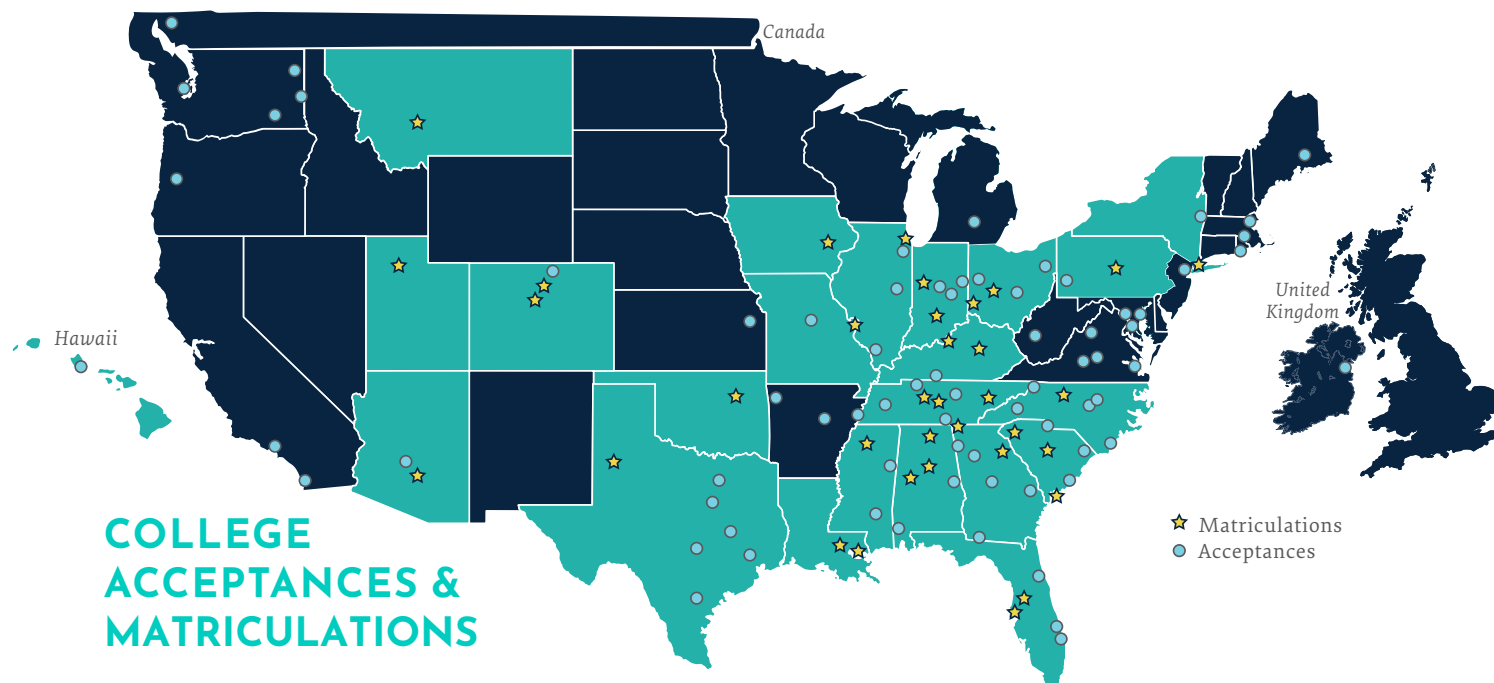 Canada
Hawaii
United
Kingdom
COLLEGE
ACCEPTANCES &
MATRICULATIONS
Matriculations
Acceptances